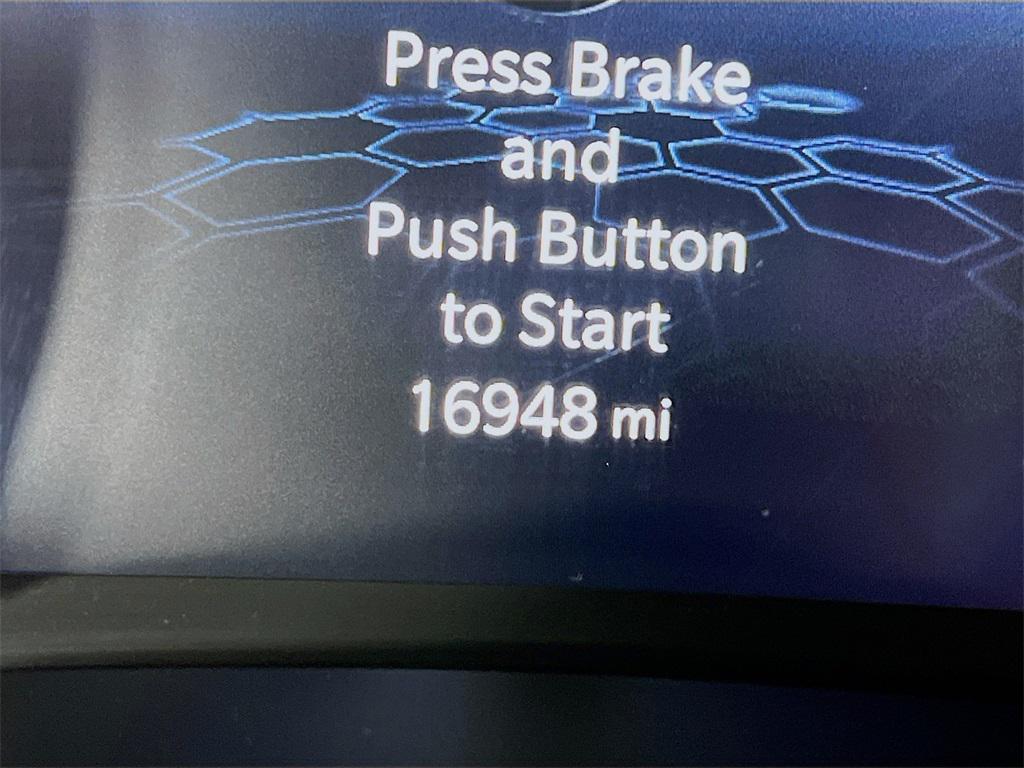 Press Brake
and
Push Button
to Start
16948 mi